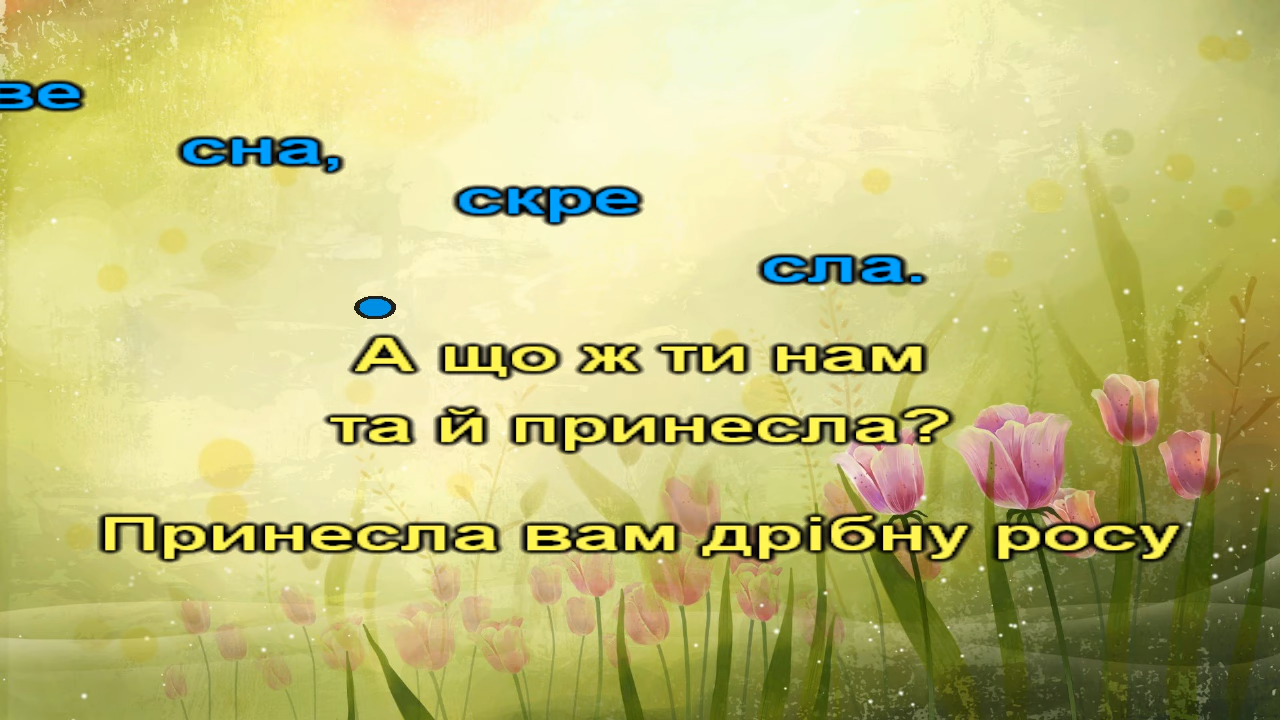 ве
сна,
скре
сла.
А що ж ти нам
та й принесла?
Принесла вам дрібну росу